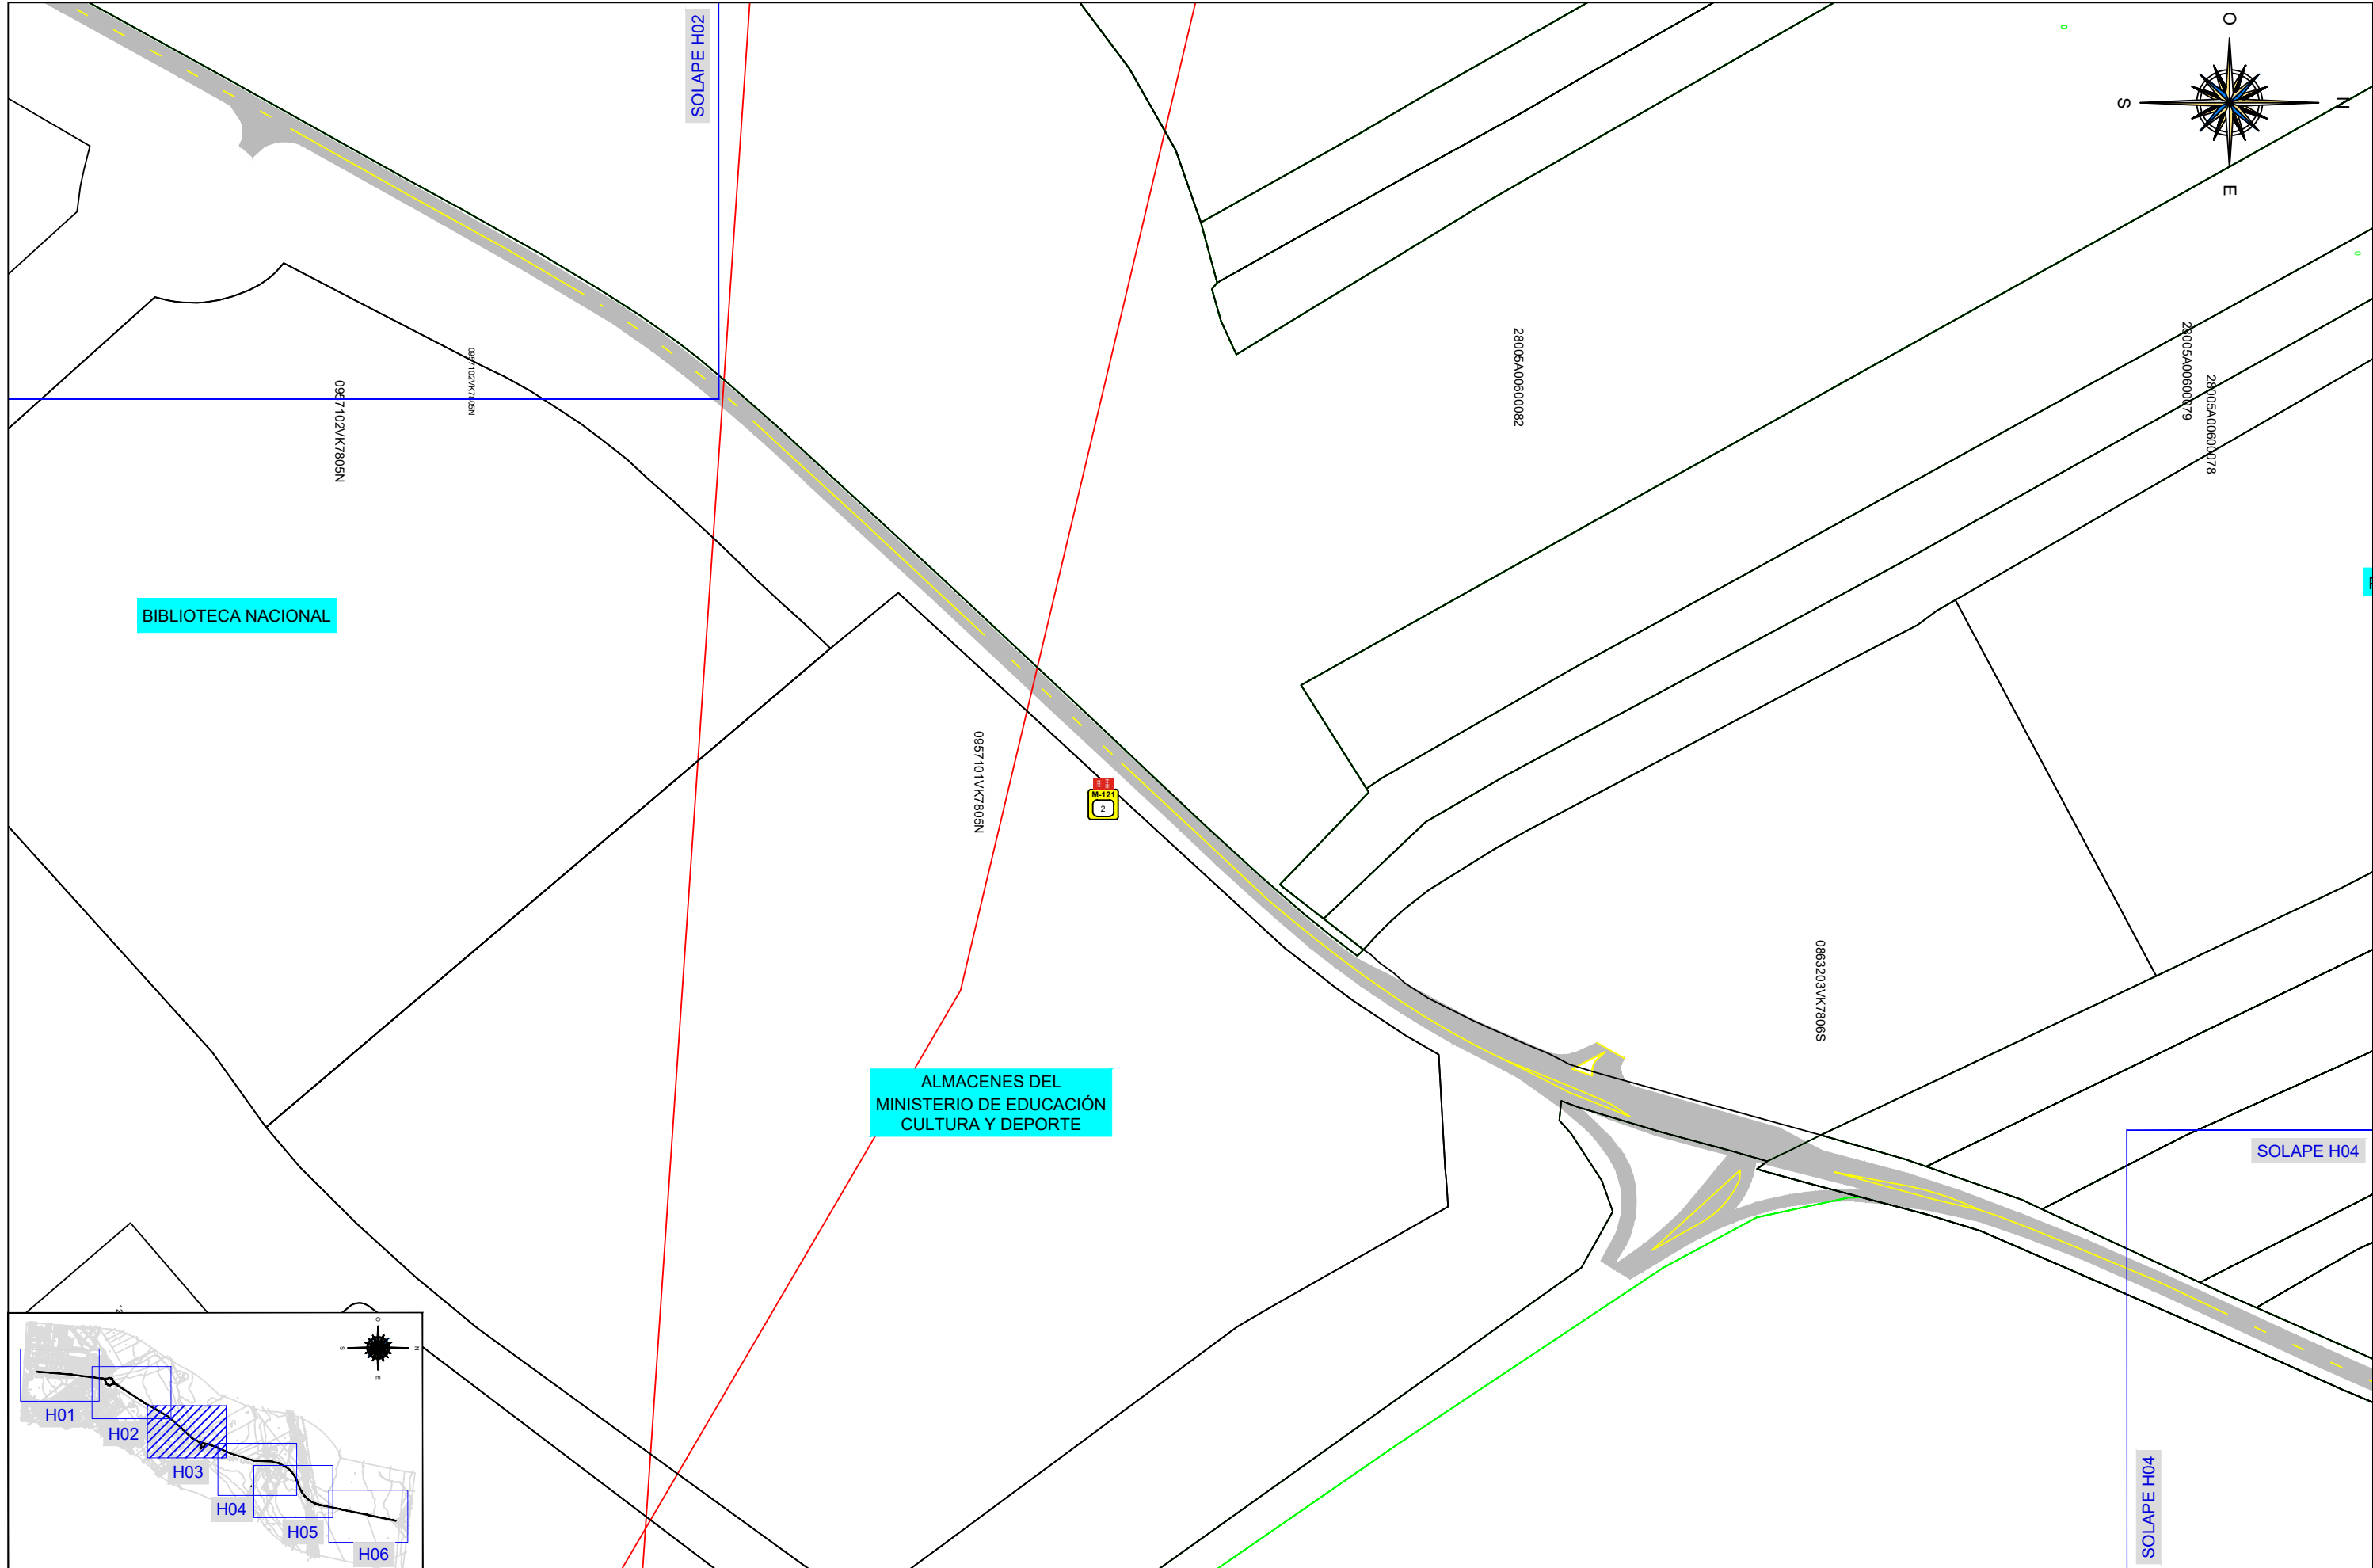 SOLAPE H02
O
S
N
E
28005A00600082
28005A00600079
28005A00600078
0957102VK7805N
0957102VK7805N
BIBLIOTECA NACIONAL
0957101VK7805N
M-121
2
0863203VK7806S
ALMACENES DEL
MINISTERIO DE EDUCACIÓN
CULTURA Y DEPORTE
SOLAPE H04
SOLAPE H04
O
S
N
E
H01
H02
H03
H04
H05
H06